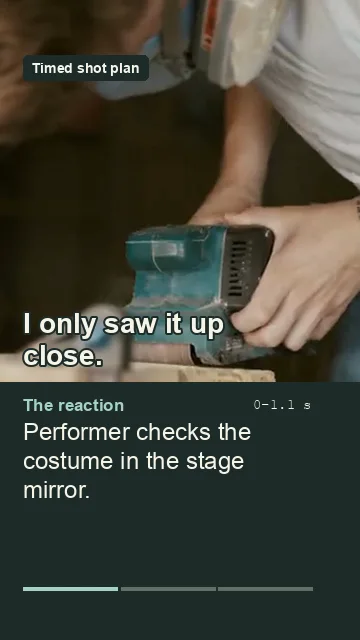 Timed shot plan
I only saw it up
close.
The reaction
0-1.1 s
Performer checks the
costume in the stage
mirror.